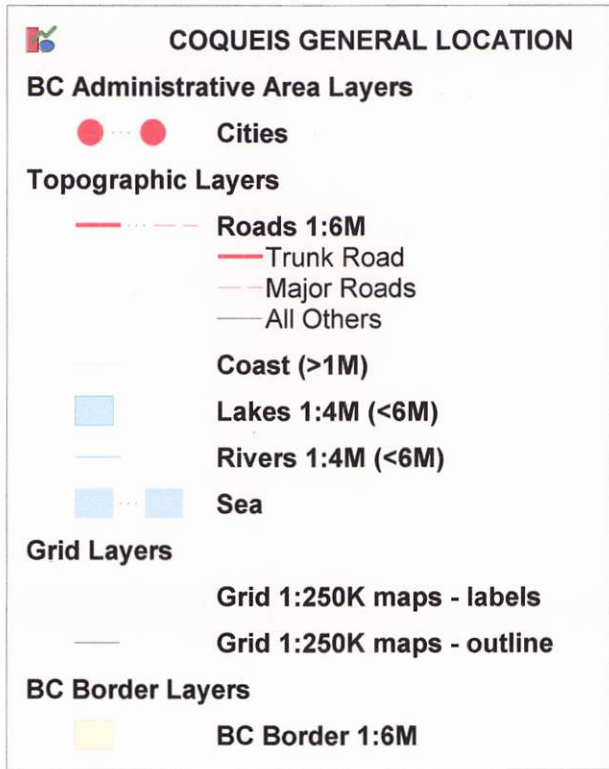 COQUEIS GENERAL LOCATION
BC Administrative Area Layers
Cities
Topographic Layers
Roads 1:6M
Trunk Road
Major Roads
All Others
Coast (>1M)
Lakes 1:4M (<6M)
Rivers 1:4M (<6M)
Sea
Grid Layers
Grid 1:250K maps - labels
Grid 1:250K maps - outline
BC Border Layers
BC Border 1:6M